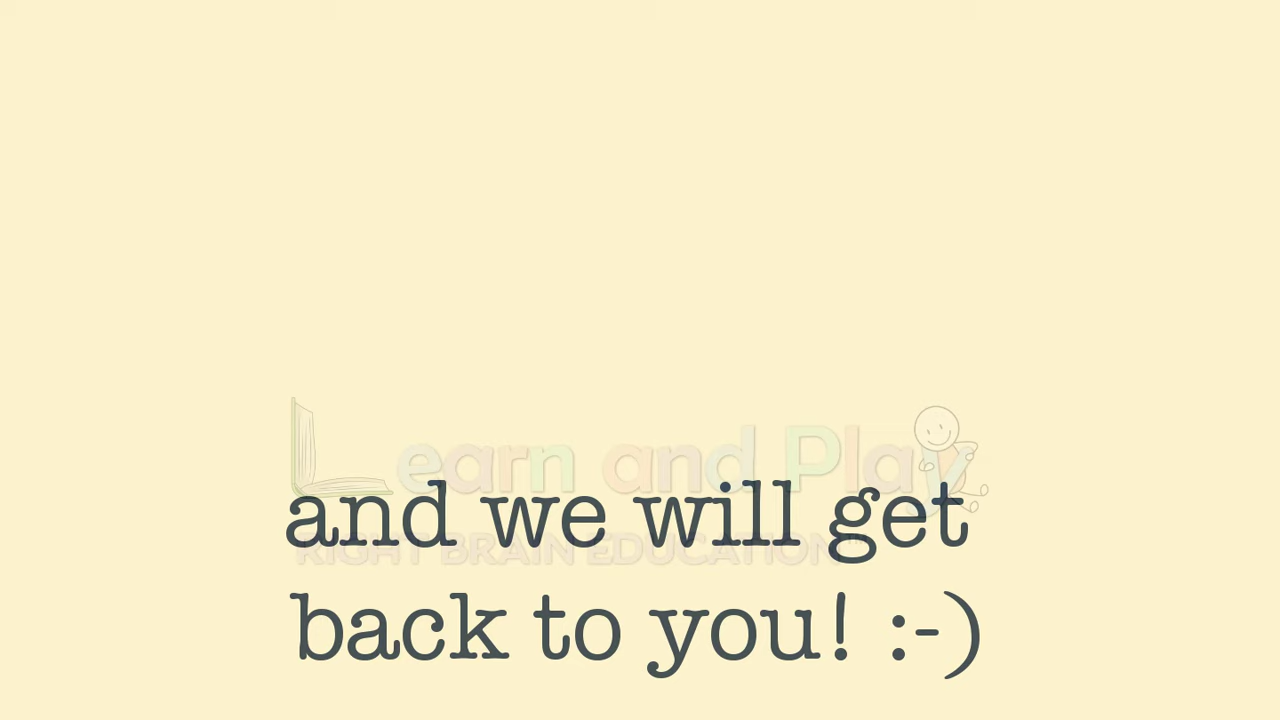 Learn and Play
and we will get
RIGHT BRAIN EDUCATION
back to you! :-)